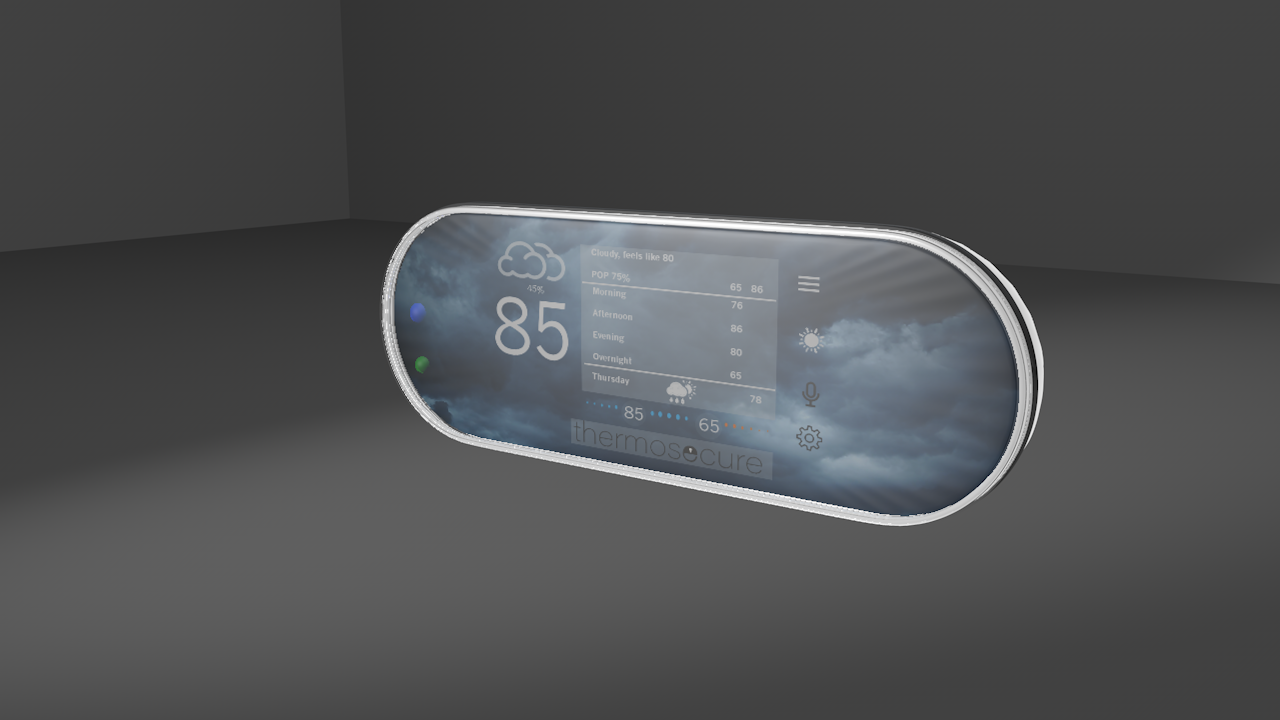 45%
85
Cloudy, feels like 80
POP 75%
65 86
Morning 76
Afternoon 86
Evening 80
Overnight 65
Thursday 78
85 65
thermosecure